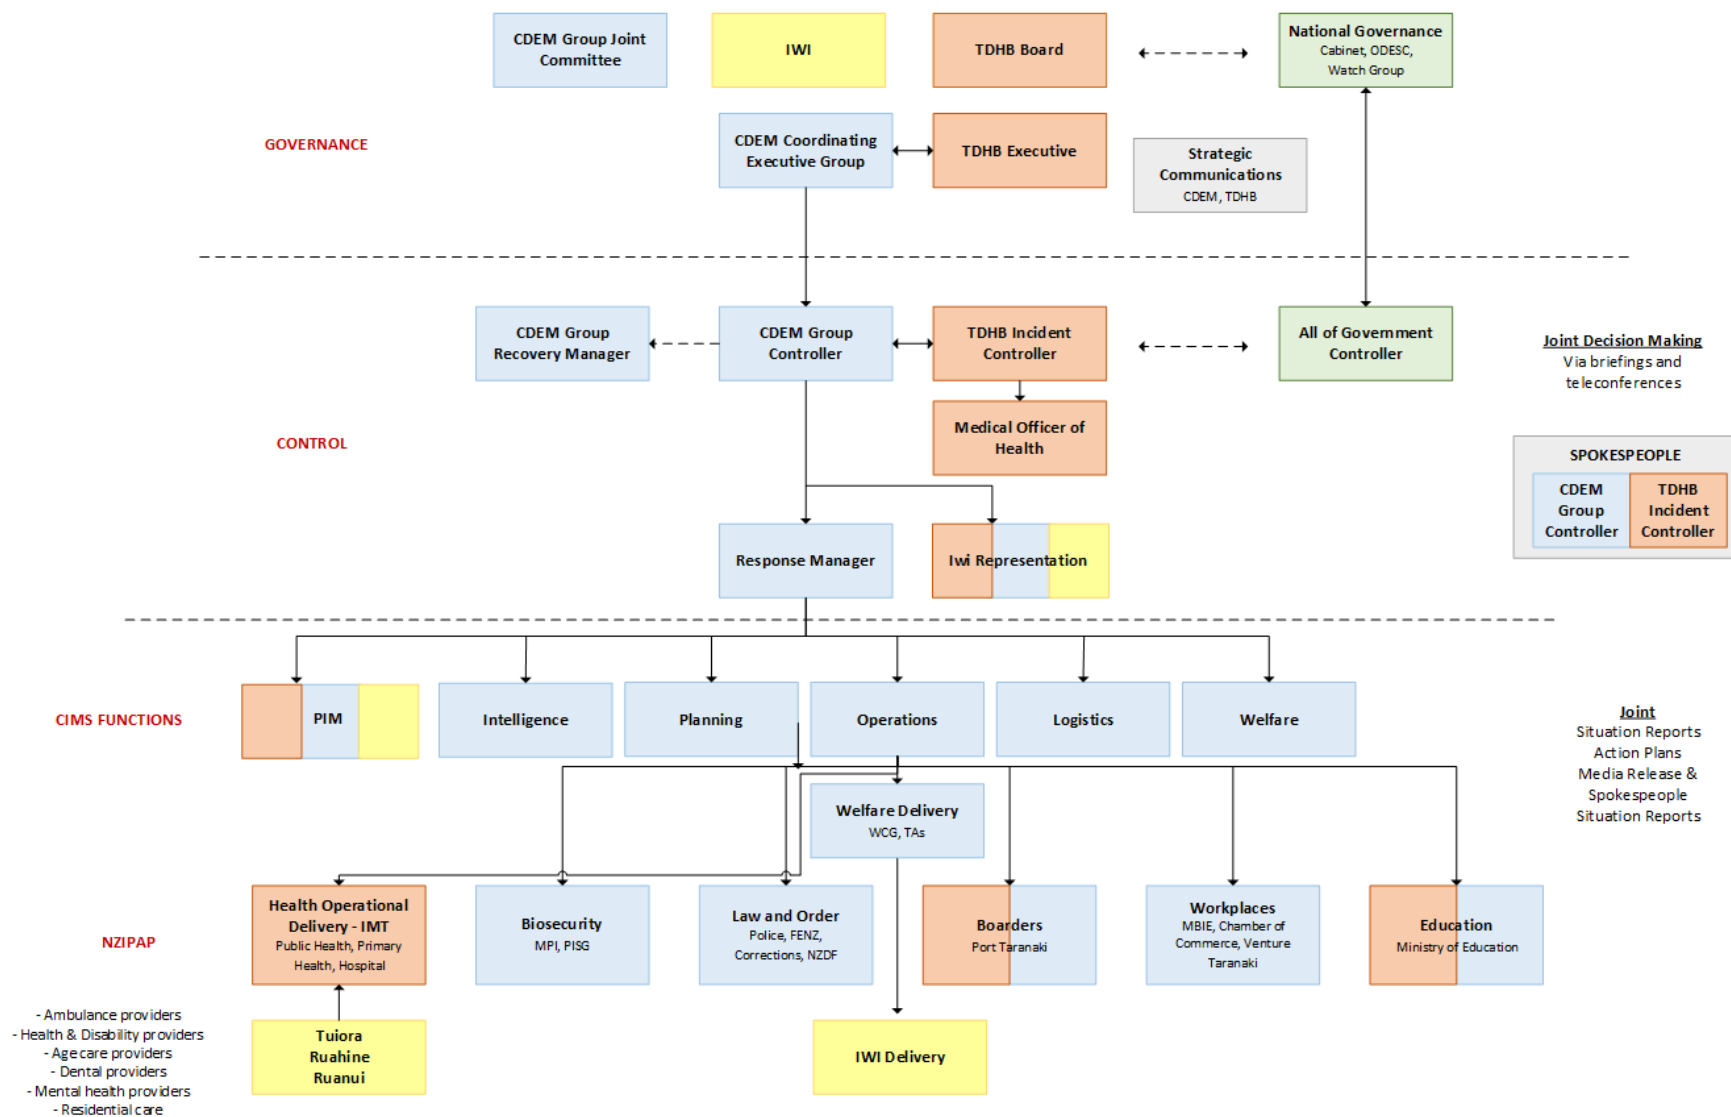 CDEM Group Joint
Committee
IWI
TDHB Board
National Governance
Cabinet, ODESC,
Watch Group
GOVERNANCE
CDEM Coordinating
Executive Group
TDHB Executive
Strategic
Communications
CDEM, TDHB
CDEM Group
Recovery Manager
CDEM Group
Controller
TDHB Incident
Controller
All of Government
Controller
Joint Decision Making
Via briefings and
teleconferences
CONTROL
Medical Officer of
Health
SPOKESPEOPLE
CDEM
Group
Controller
TDHB
Incident
Controller
Response Manager
Iwi Representation
CIMS FUNCTIONS
PIM
Intelligence
Planning
Operations
Logistics
Welfare
Joint
Situation Reports
Action Plans
Media Release &
Spokespeople
Situation Reports
Welfare Delivery
WCG, TAs
NZIPAP
Health Operational
Delivery - IMT
Public Health, Primary
Health, Hospital
Biosecurity
MPI, PISG
Law and Order
Police, FENZ,
Corrections, NZDF
Boarders
Port Taranaki
Workplaces
MBIE, Chamber of
Commerce, Venture
Taranaki
Education
Ministry of Education
- Ambulance providers
- Health & Disability providers
- Age care providers
- Dental providers
- Mental health providers
- Residential care
Tuiora
Ruahine
Ruanui
IWI Delivery